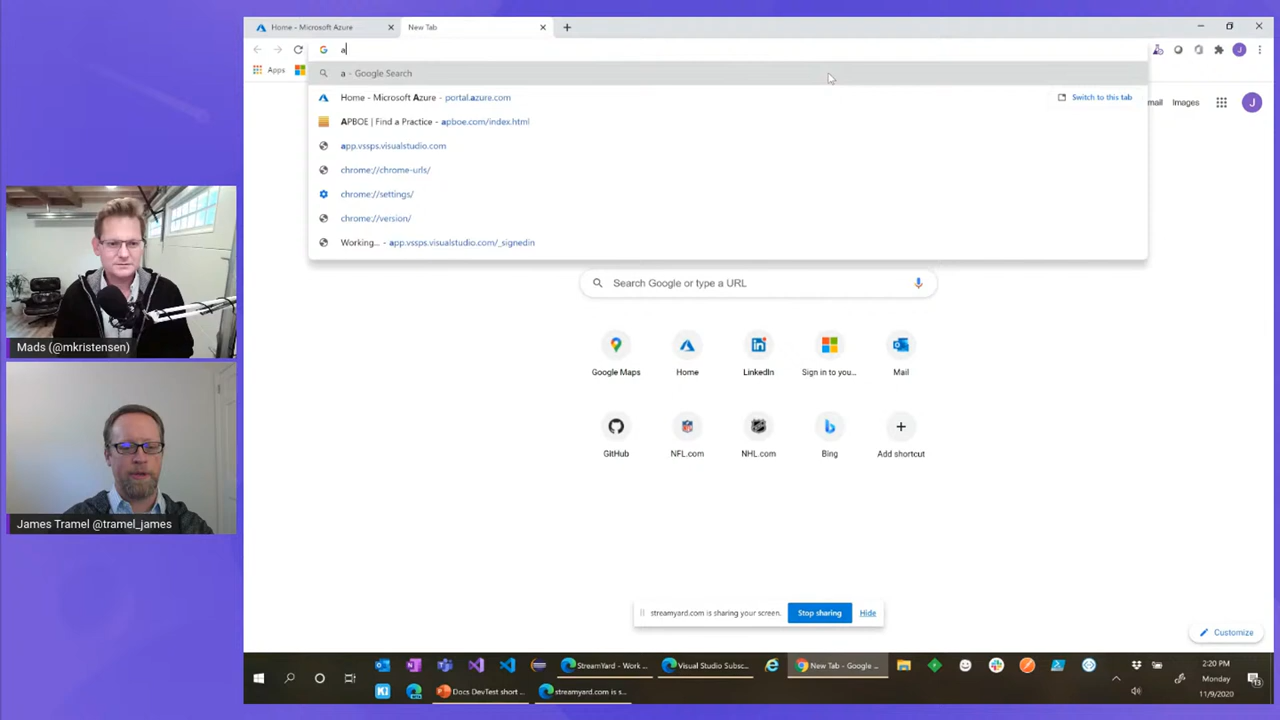 Home - Microsoft Azure
New Tab
a
Apps
a - Google Search
Home - Microsoft Azure - portal.azure.com
Switch to this tab
APBOE | Find a Practice - apboe.com/index.html
app.vssps.visualstudio.com
chrome://chrome-urls/
chrome://settings/
chrome://version/
Working... - app.vssps.visualstudio.com/_signedin
mail
Images
J
J
Search Google or type a URL
Google Maps
Home
LinkedIn
Sign in to you...
Mail
GitHub
NFL.com
NHL.com
Bing
Add shortcut
Mads (@mkristensen)
James Tramel @tramel_james
streamyard.com is sharing your screen.
Stop sharing
Hide
Customize
StreamYard - Work ...
Visual Studio Subsc...
New Tab - Google ...
2:20 PM
Monday
11/9/2020
Docs DevTest short ...
streamyard.com is s...